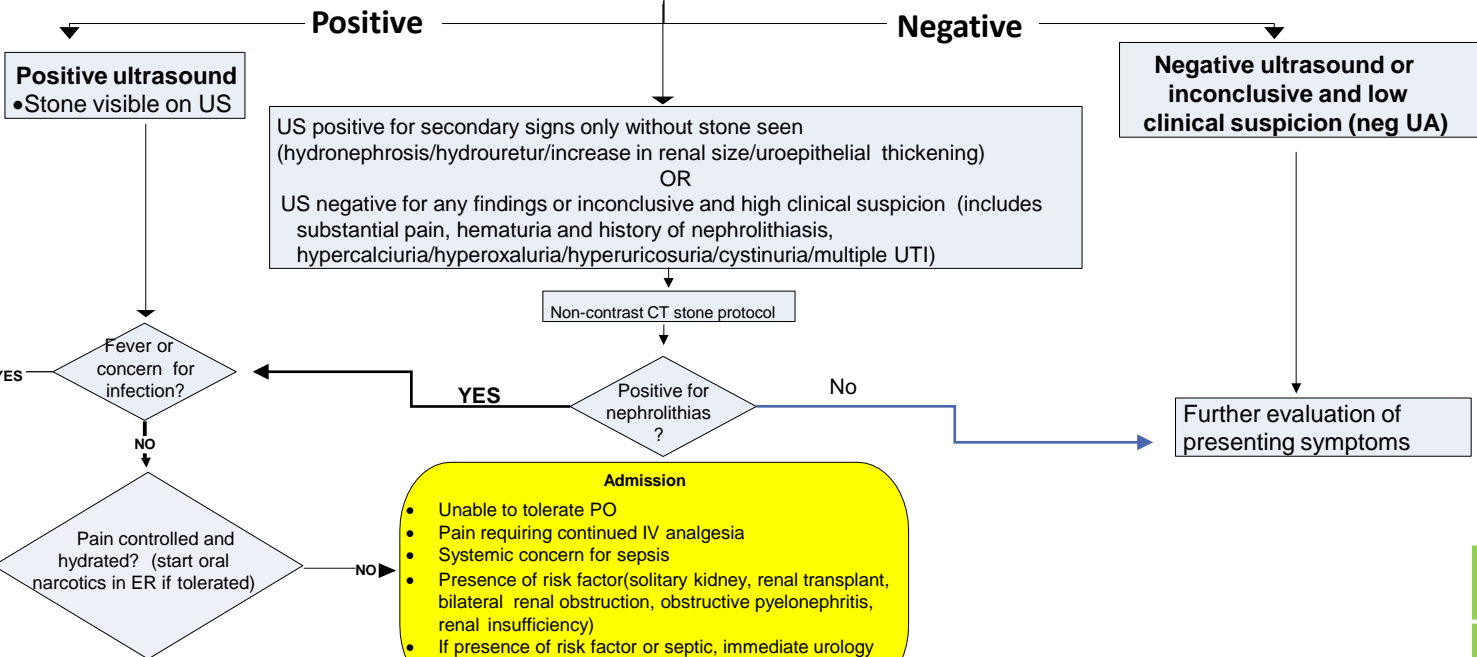 Positive
Negative
Positive ultrasound
•Stone visible on US
US positive for secondary signs only without stone seen
(hydronephrosis/hydrouretur/increase in renal size/uroepithelial thickening)
OR
US negative for any findings or inconclusive and high clinical suspicion (includes
substantial pain, hematuria and history of nephrolithiasis,
hypercalciuria/hyperoxaluria/hyperuricosuria/cystinuria/multiple UTI)
Negative ultrasound or
inconclusive and low
clinical suspicion (neg UA)
Non-contrast CT stone protocol
Fever or
concern for
infection?
YES
YES
Positive for
nephrolithias
?
No
Further evaluation of
presenting symptoms
NO
Pain controlled and
hydrated? (start oral
narcotics in ER if tolerated)
NO
Admission
• Unable to tolerate PO
• Pain requiring continued IV analgesia
• Systemic concern for sepsis
• Presence of risk factor(solitary kidney, renal transplant,
bilateral renal obstruction, obstructive pyelonephritis,
renal insufficiency)
• If presence of risk factor or septic, immediate urology